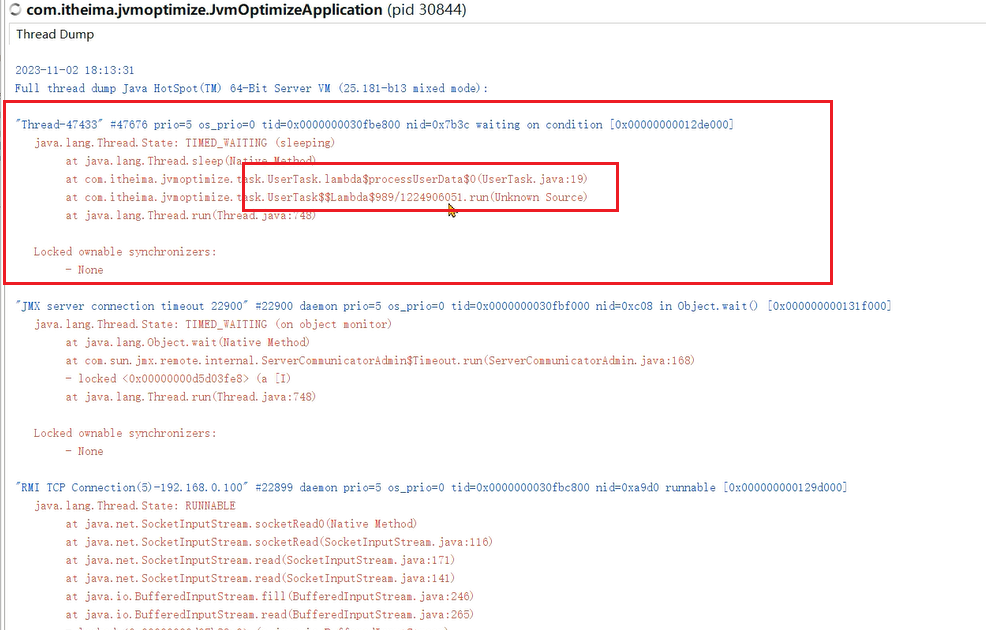 com.itheima.jvmoptimize.JvmOptimizeApplication (pid 30844)
Thread Dump
2023-11-02 18:13:31
Full thread dump Java HotSpot(TM) 64-Bit Server VM (25.181-b13 mixed mode):
"Thread-47433" #47676 prio=5 os_prio=0 tid=0x0000000030fbe800 nid=0x7b3c waiting on condition [0x00000000012de000]
java.lang.Thread.State: TIMED_WAITING (sleeping)
at java.lang.Thread.sleep(Native Method)
at com.itheima.jvmoptimize.task.UserTask.lambda$processUserData$0(UserTask.java:19)
at com.itheima.jvmoptimize.task.UserTask$$Lambda$989/1224906051.run(Unknown Source)
at java.lang.Thread.run(Thread.java:748)
Locked ownable synchronizers:
- None
"JMX server connection timeout 22900" #22900 daemon prio=5 os_prio=0 tid=0x0000000030fbf000 nid=0xc08 in Object.wait() [0x000000000131f000]
java.lang.Thread.State: TIMED_WAITING (on object monitor)
at java.lang.Object.wait(Native Method)
at com.sun.jmx.remote.internal.ServerCommunicatorAdmin$Timeout.run(ServerCommunicatorAdmin.java:168)
- locked <0x00000000d5d03fe8> (a [I)
at java.lang.Thread.run(Thread.java:748)
Locked ownable synchronizers:
- None
"RMI TCP Connection(5)-192.168.0.100" #22899 daemon prio=5 os_prio=0 tid=0x0000000030fbc800 nid=0xa9d0 runnable [0x000000000129d000]
java.lang.Thread.State: RUNNABLE
at java.net.SocketInputStream.socketRead0(Native Method)
at java.net.SocketInputStream.socketRead(SocketInputStream.java:116)
at java.net.SocketInputStream.read(SocketInputStream.java:171)
at java.net.SocketInputStream.read(SocketInputStream.java:141)
at java.io.BufferedInputStream.fill(BufferedInputStream.java:246)
at java.io.BufferedInputStream.read(BufferedInputStream.java:265)